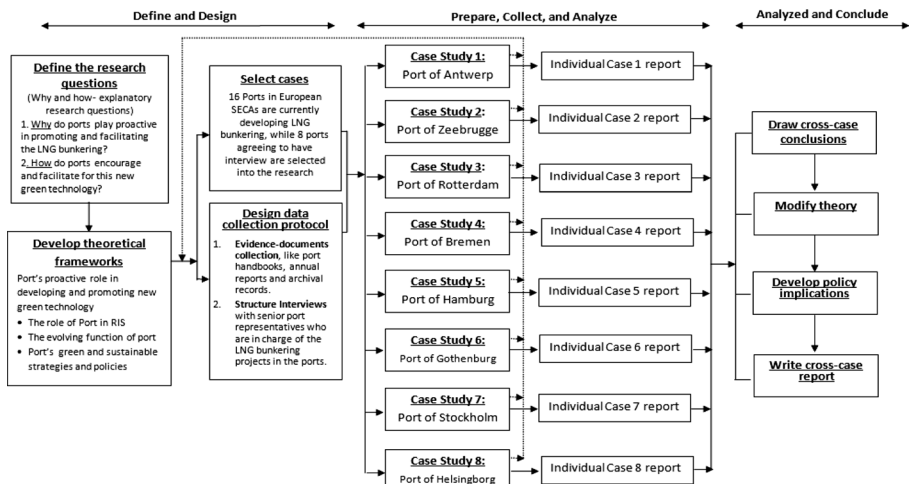 Define and Design
Prepare, Collect, and Analyze
Analyzed and Conclude
Define the research
questions
(Why and how- explanatory
research questions)
1. Why do ports play proactive
in promoting and facilitating
the LNG bunkering?
2. How do ports encourage
and facilitate for this new
green technology?
Develop theoretical
frameworks
Port's proactive role in
developing and promoting new
green technology
• The role of Port in RIS
• The evolving function of port
• Port's green and sustainable
strategies and policies
Select cases
16 Ports in European
SECAs are currently
developing LNG
bunkering, while 8 ports
agreeing to have
interview are selected
into the research
Design data
collection protocol
1. Evidence-documents
collection, like port
handbooks, annual
reports and archival
records.
2. Structure Interviews
with senior port
representatives who
are in charge of the
LNG bunkering
projects in the ports.
Case Study 1:
Port of Antwerp
Individual Case 1 report
Case Study 2:
Port of Zeebrugge
Individual Case 2 report
Case Study 3:
Port of Rotterdam
Individual Case 3 report
Case Study 4:
Port of Bremen
Individual Case 4 report
Case Study 5:
Port of Hamburg
Individual Case 5 report
Case Study 6:
Port of Gothenburg
Individual Case 6 report
Case Study 7:
Port of Stockholm
Individual Case 7 report
Case Study 8:
Port of Helsingborg
Individual Case 8 report
Draw cross-case
conclusions
Modify theory
Develop policy
implications
Write cross-case
report